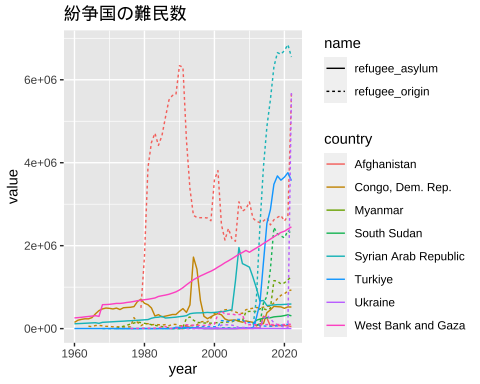 紛争国の難民数
name
refugee_asylum
refugee_origin
country
Afghanistan
Congo, Dem. Rep.
Myanmar
South Sudan
Syrian Arab Republic
Turkiye
Ukraine
West Bank and Gaza
value
6e+06
4e+06
2e+06
0e+00
1960
1980
2000
2020
year